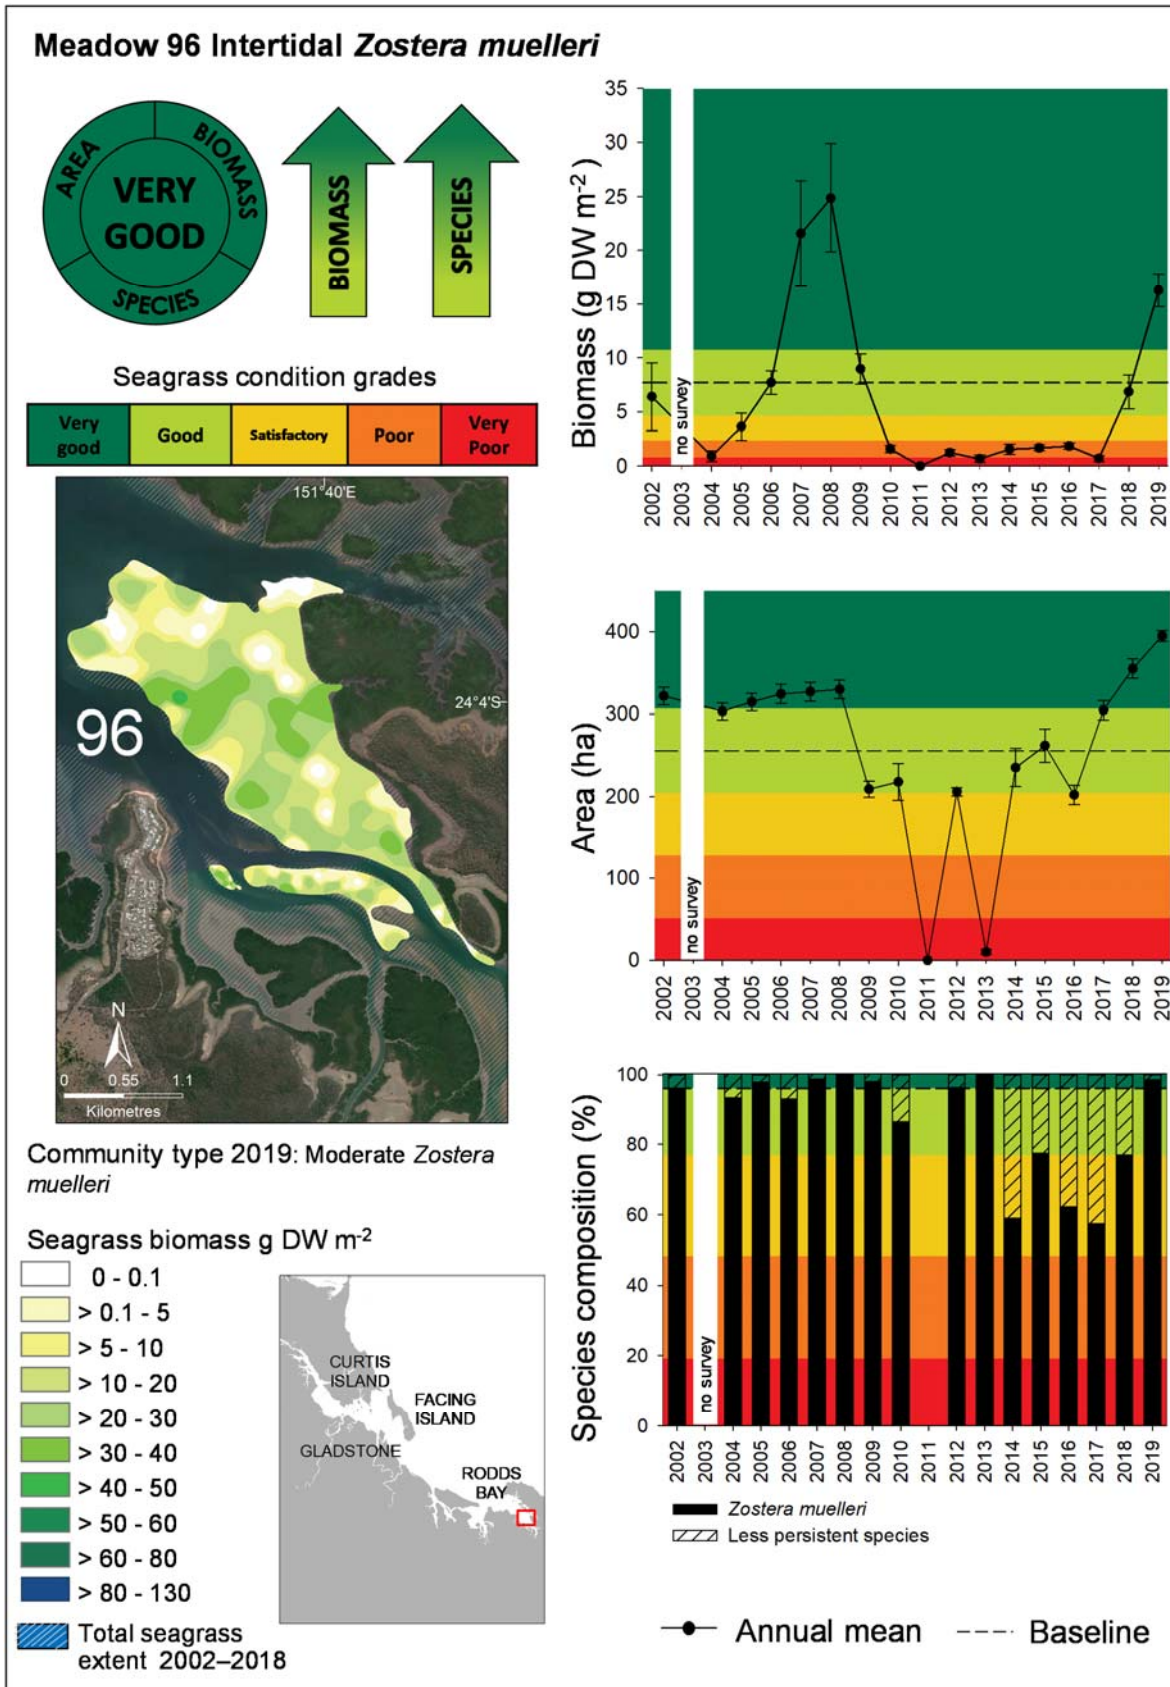 Meadow 96 Intertidal Zostera muelleri
AREA
BIOMASS
SPECIES
VERY
GOOD
BIOMASS
SPECIES
Seagrass condition grades
Very
good
Good
Satisfactory
Poor
Very
Poor
151°40'E
24°4'S
96
N
0 0.55 1.1
Kilometres
Community type 2019: Moderate Zostera
muelleri
Seagrass biomass g DW m-2
0 - 0.1
> 0.1 - 5
> 5 - 10
> 10 - 20
> 20 - 30
> 30 - 40
> 40 - 50
> 50 - 60
> 60 - 80
> 80 - 130
Total seagrass
extent 2002–2018
CURTIS
ISLAND
FACING
ISLAND
GLADSTONE
RODDS
BAY
Biomass (g DW m-2)
35
30
25
20
15
10
5
0
no survey
2002 2003 2004 2005 2006 2007 2008 2009 2010 2011 2012 2013 2014 2015 2016 2017 2018 2019
Area (ha)
400
300
200
100
0
no survey
2002 2003 2004 2005 2006 2007 2008 2009 2010 2011 2012 2013 2014 2015 2016 2017 2018 2019
Species composition (%)
100
80
60
40
20
0
no survey
2002 2003 2004 2005 2006 2007 2008 2009 2010 2011 2012 2013 2014 2015 2016 2017 2018 2019
Zostera muelleri
Less persistent species
Annual mean
Baseline